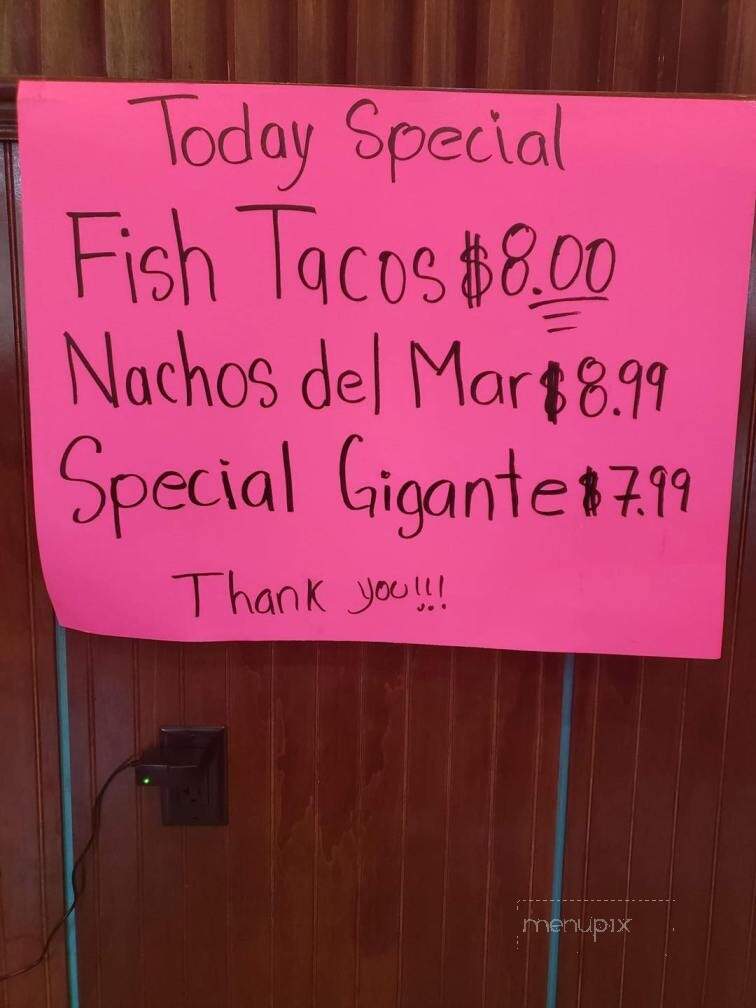 Today Special
Fish Tacos $8.00
Nachos del Mar $8.99
Special Gigante $7.99
Thank you!!!
menupix